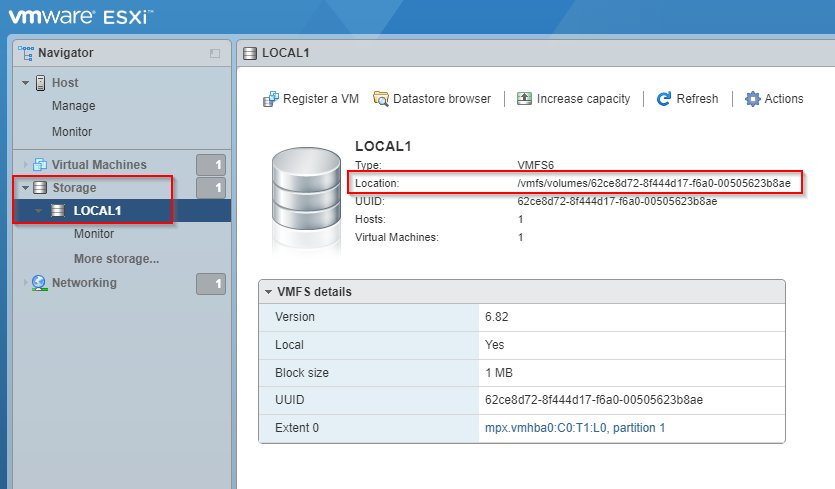 vmware ESXi™
Navigator
Host
Manage
Monitor
Virtual Machines 1
Storage 1
LOCAL1
Monitor
More storage...
Networking 1
LOCAL1
Register a VM Datastore browser Increase capacity Refresh Actions
LOCAL1
Type: VMFS6
Location: /vmfs/volumes/62ce8d72-8f444d17-f6a0-00505623b8ae
UUID: 62ce8d72-8f444d17-f6a0-00505623b8ae
Hosts: 1
Virtual Machines: 1
VMFS details
Version 6.82
Local Yes
Block size 1 MB
UUID 62ce8d72-8f444d17-f6a0-00505623b8ae
Extent 0 mpx.vmhba0:C0:T1:L0, partition 1